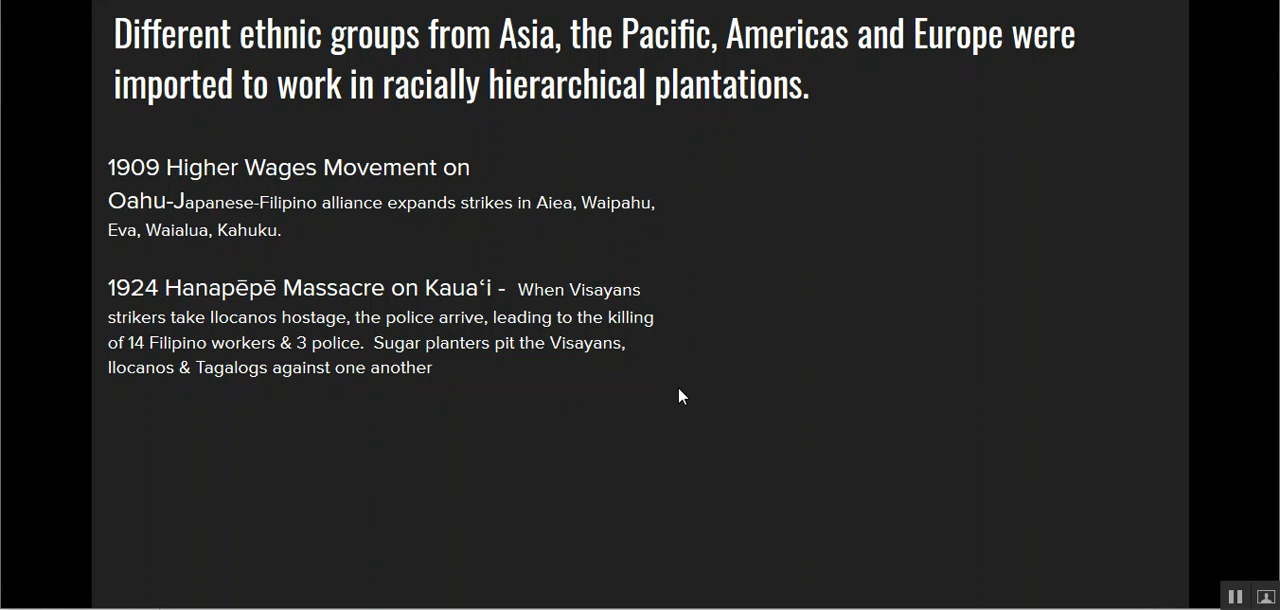 Different ethnic groups from Asia, the Pacific, Americas and Europe were
imported to work in racially hierarchical plantations.
1909 Higher Wages Movement on
Oahu-Japanese-Filipino alliance expands strikes in Aiea, Waipahu,
Eva, Waialua, Kahuku.
1924 Hanapēpē Massacre on Kauaʻi - When Visayans
strikers take Ilocanos hostage, the police arrive, leading to the killing
of 14 Filipino workers & 3 police. Sugar planters pit the Visayans,
Ilocanos & Tagalogs against one another